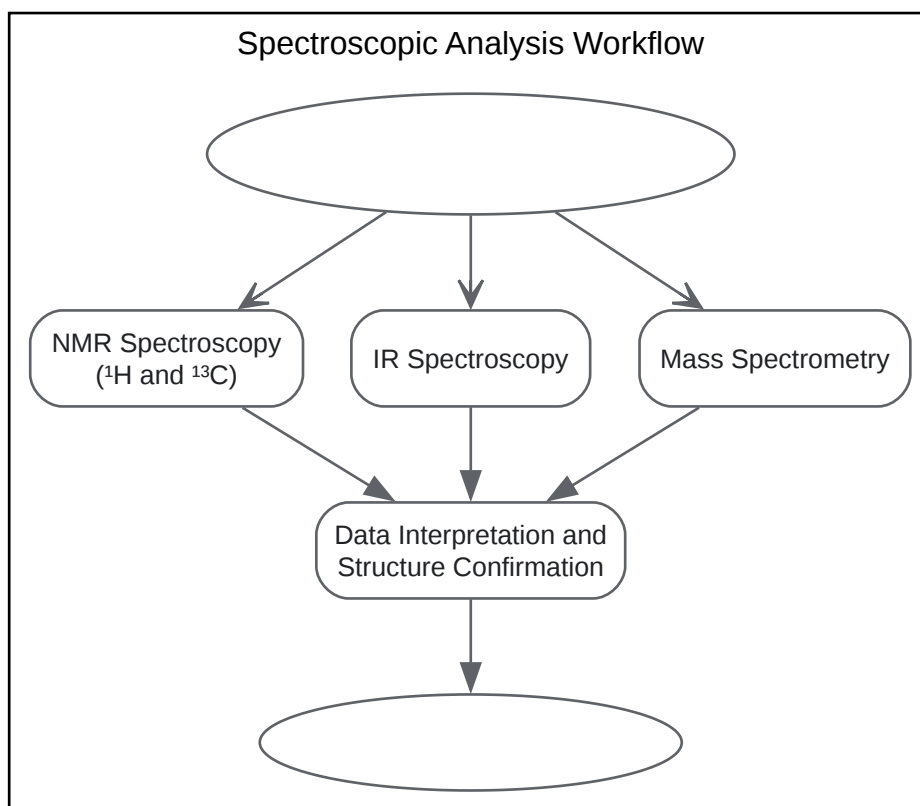 Spectroscopic Analysis Workflow
NMR Spectroscopy
(¹H and ¹³C)
IR Spectroscopy
Mass Spectrometry
Data Interpretation and
Structure Confirmation